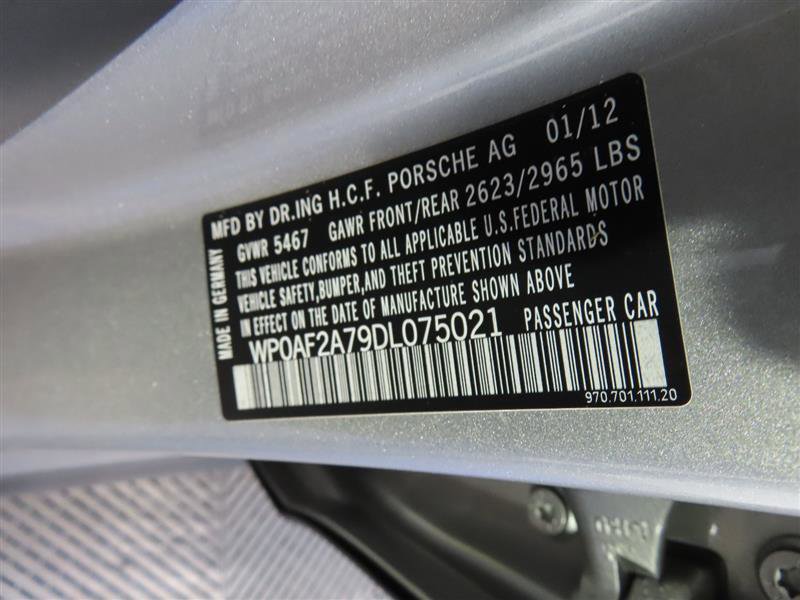 MFD BY DR.ING H.C.F. PORSCHE AG 01/12
GVWR 5467 GAWR FRONT/REAR 2623/2965 LBS
THIS VEHICLE CONFORMS TO ALL APPLICABLE U.S.FEDERAL MOTOR
VEHICLE SAFETY,BUMPER,AND THEFT PREVENTION STANDARDS
IN EFFECT ON THE DATE OF MANUFACTURE SHOWN ABOVE
WP0AF2A79DL075021 PASSENGER CAR
970.701.111.20
MADE IN GERMANY